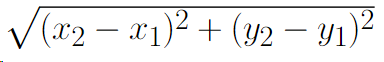 √((x₂ − x₁)² + (y₂ − y₁)²)